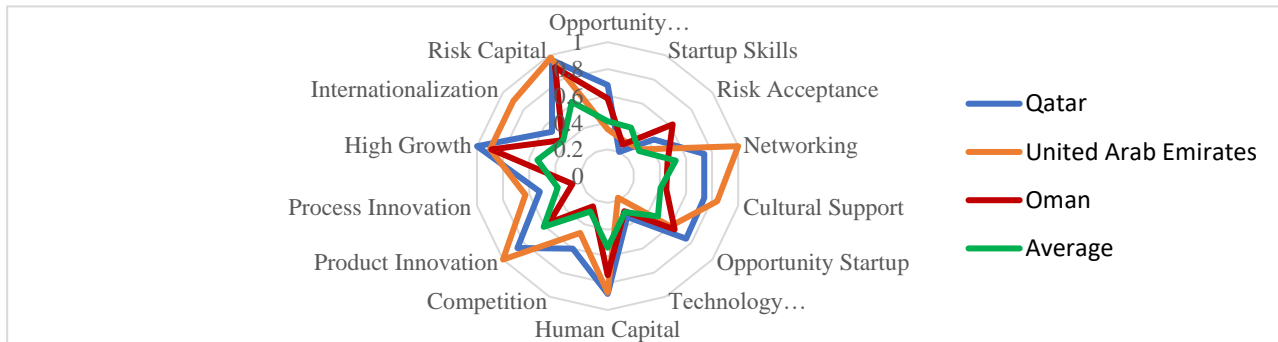 Opportunity…
Startup Skills
Risk Acceptance
Networking
Cultural Support
Opportunity Startup
Technology…
Human Capital
Competition
Product Innovation
Process Innovation
High Growth
Internationalization
Risk Capital
1
0.8
0.6
0.4
0.2
0
Qatar
United Arab Emirates
Oman
Average